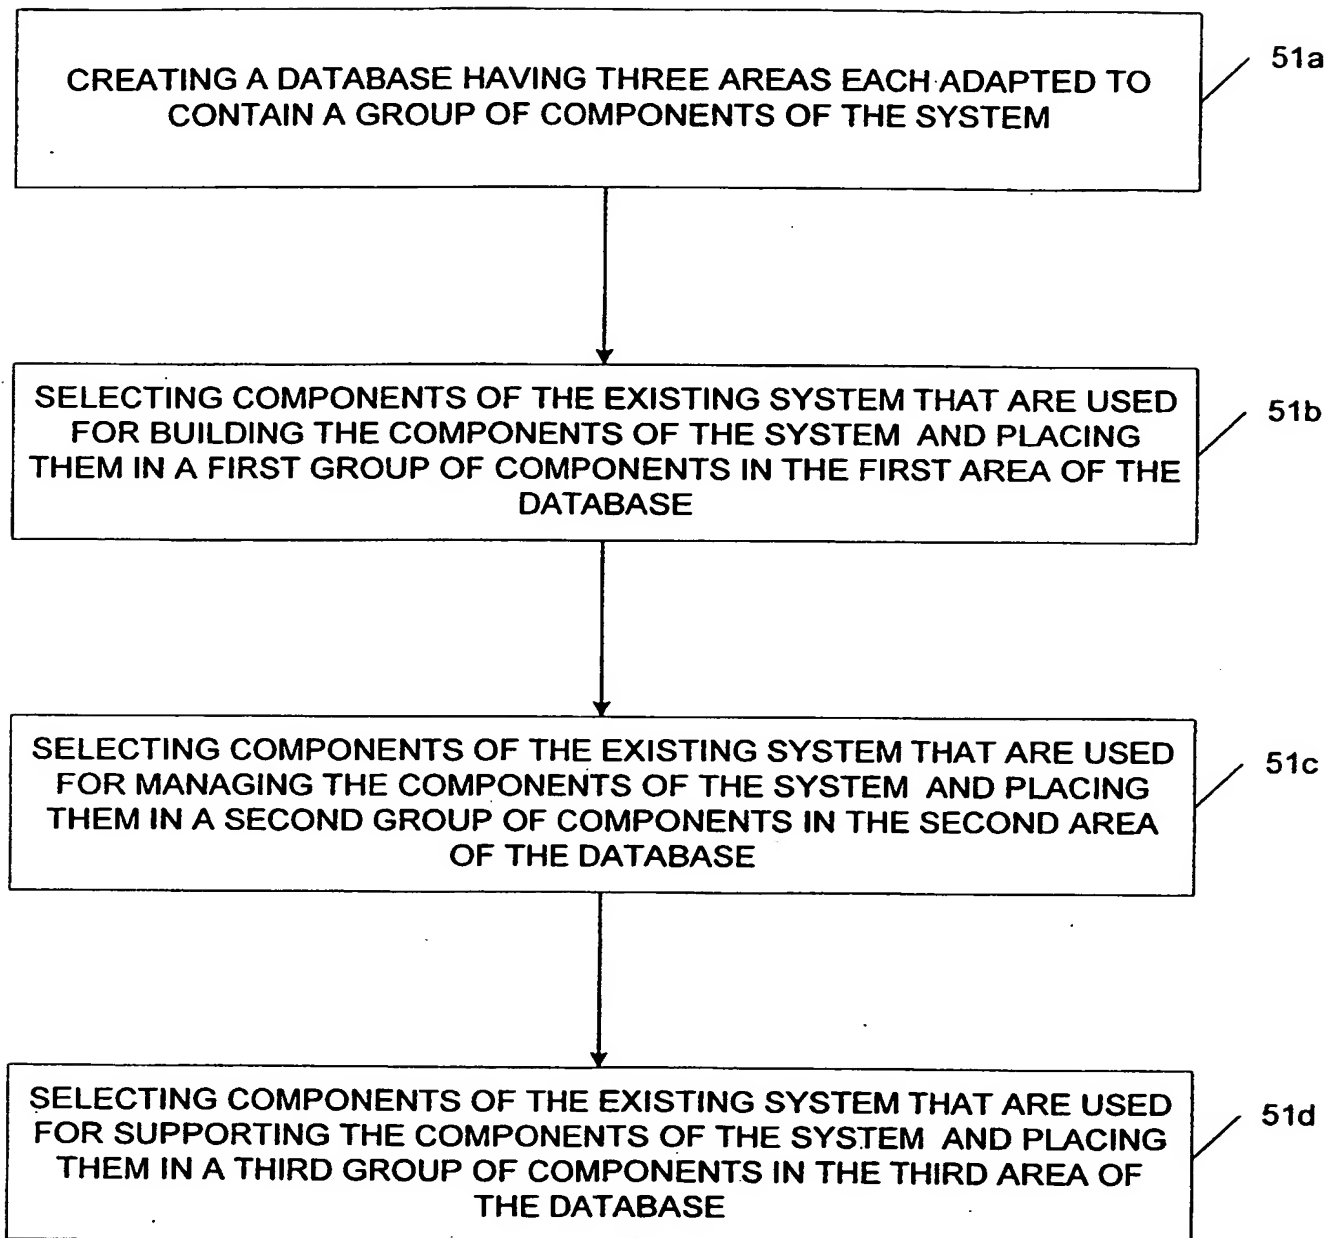 CREATING A DATABASE HAVING THREE AREAS EACH ADAPTED TO
CONTAIN A GROUP OF COMPONENTS OF THE SYSTEM
51a
SELECTING COMPONENTS OF THE EXISTING SYSTEM THAT ARE USED
FOR BUILDING THE COMPONENTS OF THE SYSTEM AND PLACING
THEM IN A FIRST GROUP OF COMPONENTS IN THE FIRST AREA OF THE
DATABASE
51b
SELECTING COMPONENTS OF THE EXISTING SYSTEM THAT ARE USED
FOR MANAGING THE COMPONENTS OF THE SYSTEM AND PLACING
THEM IN A SECOND GROUP OF COMPONENTS IN THE SECOND AREA
OF THE DATABASE
51c
SELECTING COMPONENTS OF THE EXISTING SYSTEM THAT ARE USED
FOR SUPPORTING THE COMPONENTS OF THE SYSTEM AND PLACING
THEM IN A THIRD GROUP OF COMPONENTS IN THE THIRD AREA OF
THE DATABASE
51d